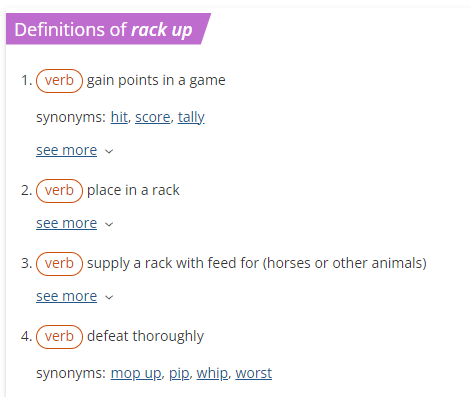 Definitions of rack up
1. verb gain points in a game
synonyms: hit, score, tally
see more
2. verb place in a rack
see more
3. verb supply a rack with feed for (horses or other animals)
see more
4. verb defeat thoroughly
synonyms: mop up, pip, whip, worst